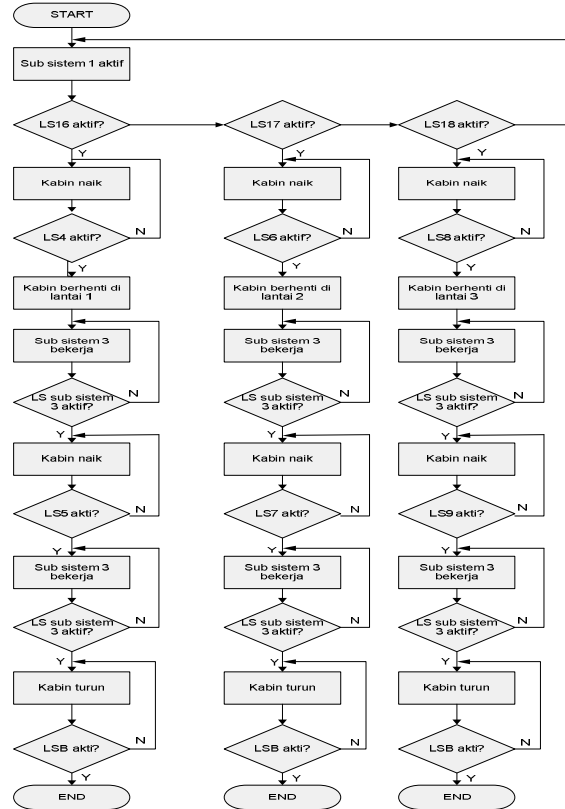 START
Sub sistem 1 aktif
LS16 aktif?
LS17 aktif?
LS18 aktif?
Y
Y
Y
Kabin naik
Kabin naik
Kabin naik
LS4 aktif?
N
LS6 aktif?
N
LS8 aktif?
N
Y
Y
Y
Kabin berhenti di
lantai 1
Kabin berhenti di
lantai 2
Kabin berhenti di
lantai 3
Sub sistem 3
bekerja
Sub sistem 3
bekerja
Sub sistem 3
bekerja
LS sub sistem
3 aktif?
N
LS sub sistem
3 aktif?
N
LS sub sistem
3 aktif?
N
Y
Y
Y
Kabin naik
Kabin naik
Kabin naik
LS5 akti?
N
LS7 akti?
N
LS9 akti?
N
Y
Y
Y
Sub sistem 3
bekerja
Sub sistem 3
bekerja
Sub sistem 3
bekerja
LS sub sistem
3 aktif?
N
LS sub sistem
3 aktif?
N
LS sub sistem
3 aktif?
N
Y
Y
Y
Kabin turun
Kabin turun
Kabin turun
LSB akti?
N
LSB akti?
N
LSB akti?
N
Y
Y
Y
END
END
END